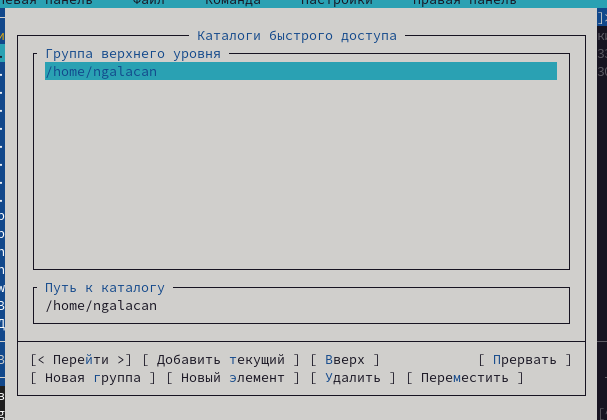 Левая панель Файл Команда Настройки Правая панель
Каталоги быстрого доступа
Группа верхнего уровня
/home/ngalacan
Путь к каталогу
/home/ngalacan
[< Перейти >] [ Добавить текущий ] [ Вверх ] [ Прервать ]
[ Новая группа ] [ Новый элемент ] [ Удалить ] [ Переместить ]